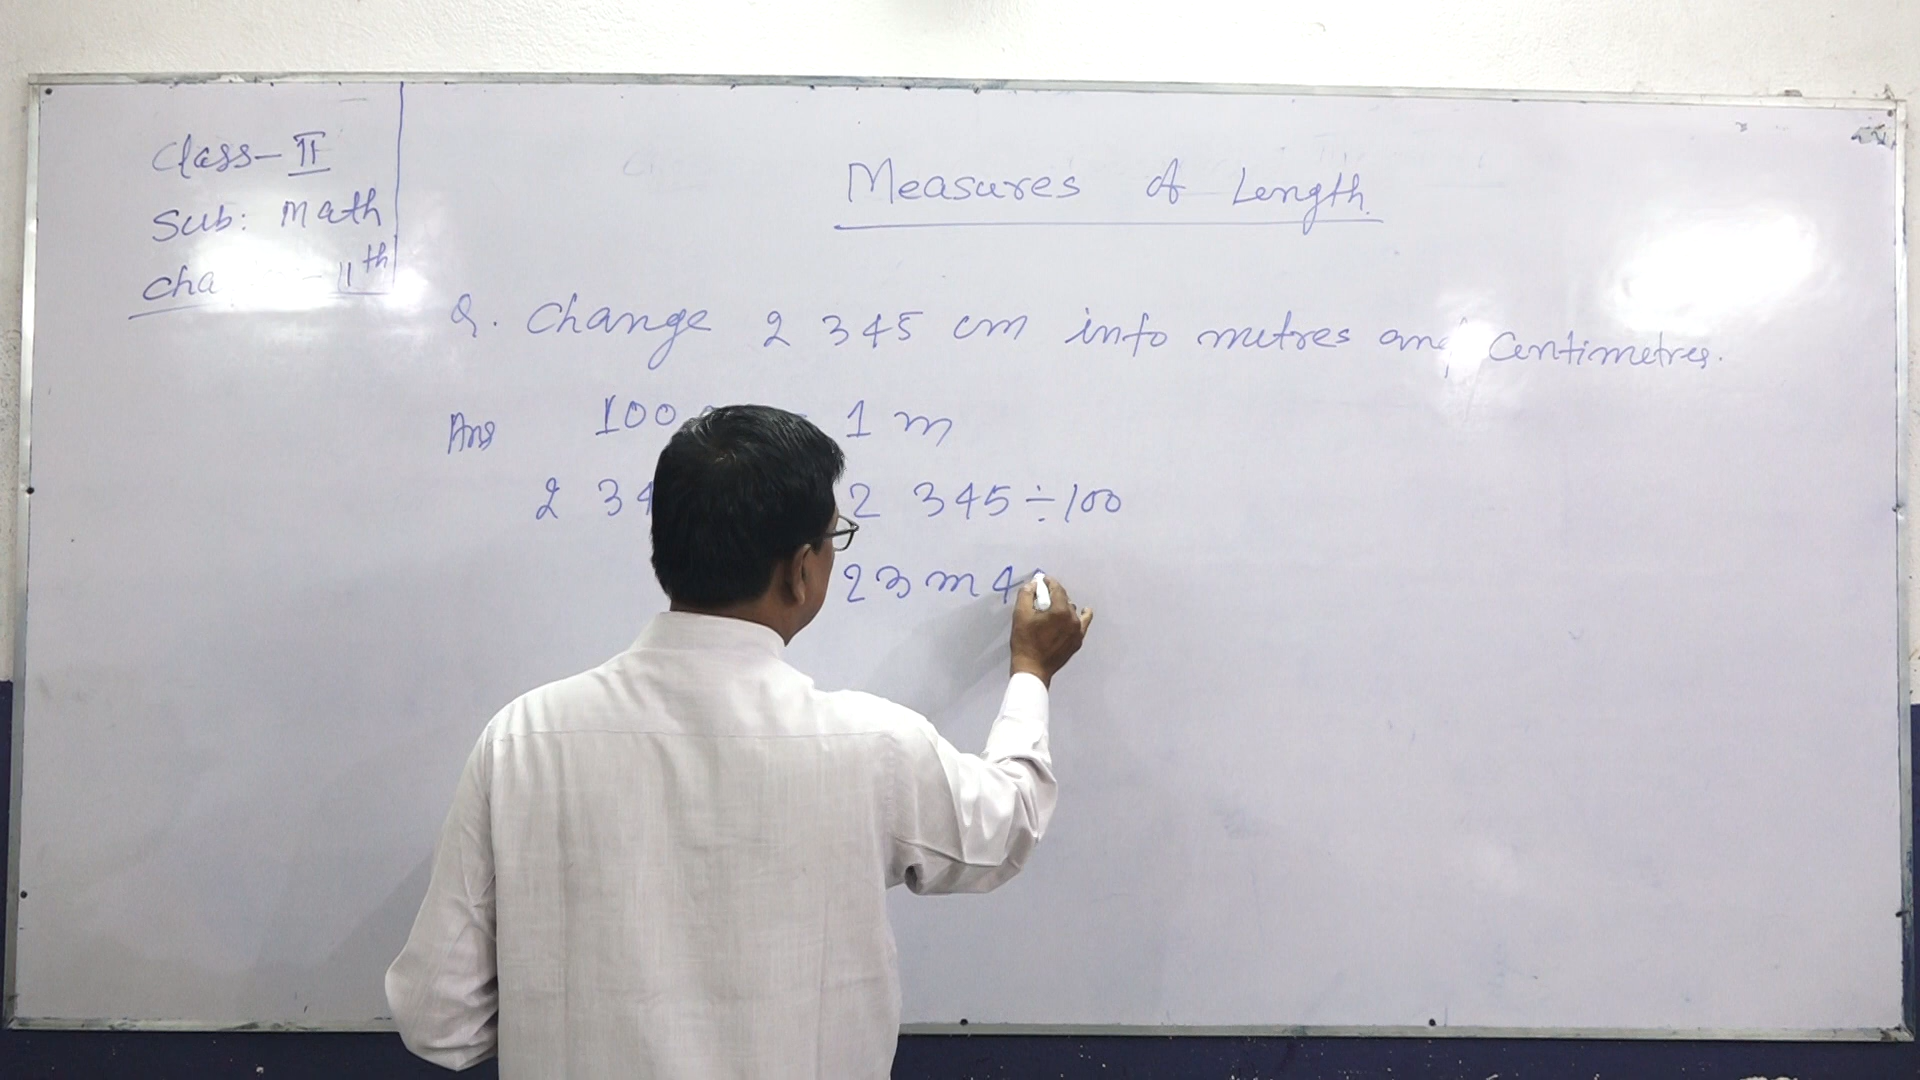 Class-II
Sub: Math
cha - 11th
Measures of Length.
Q. Change 2 345 cm into metres and Centimetres.
Ans 100 1 m
2 34 2 345÷100
23 m 4